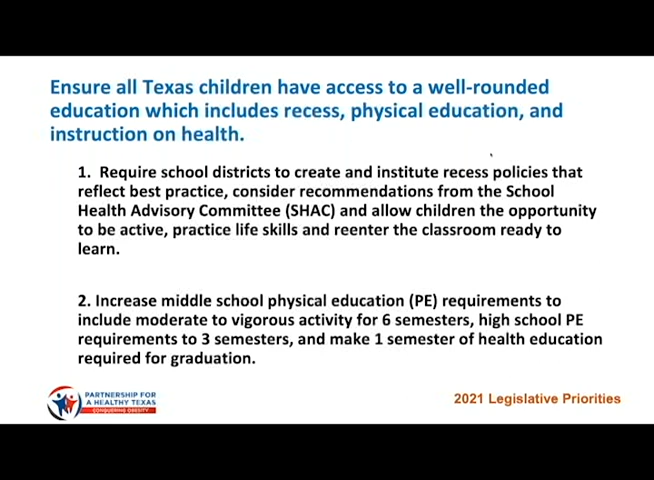 Ensure all Texas children have access to a well-rounded
education which includes recess, physical education, and
instruction on health.
1. Require school districts to create and institute recess policies that
reflect best practice, consider recommendations from the School
Health Advisory Committee (SHAC) and allow children the opportunity
to be active, practice life skills and reenter the classroom ready to
learn.
2. Increase middle school physical education (PE) requirements to
include moderate to vigorous activity for 6 semesters, high school PE
requirements to 3 semesters, and make 1 semester of health education
required for graduation.
PARTNERSHIP FOR
A HEALTHY TEXAS
CONQUERING OBESITY
2021 Legislative Priorities